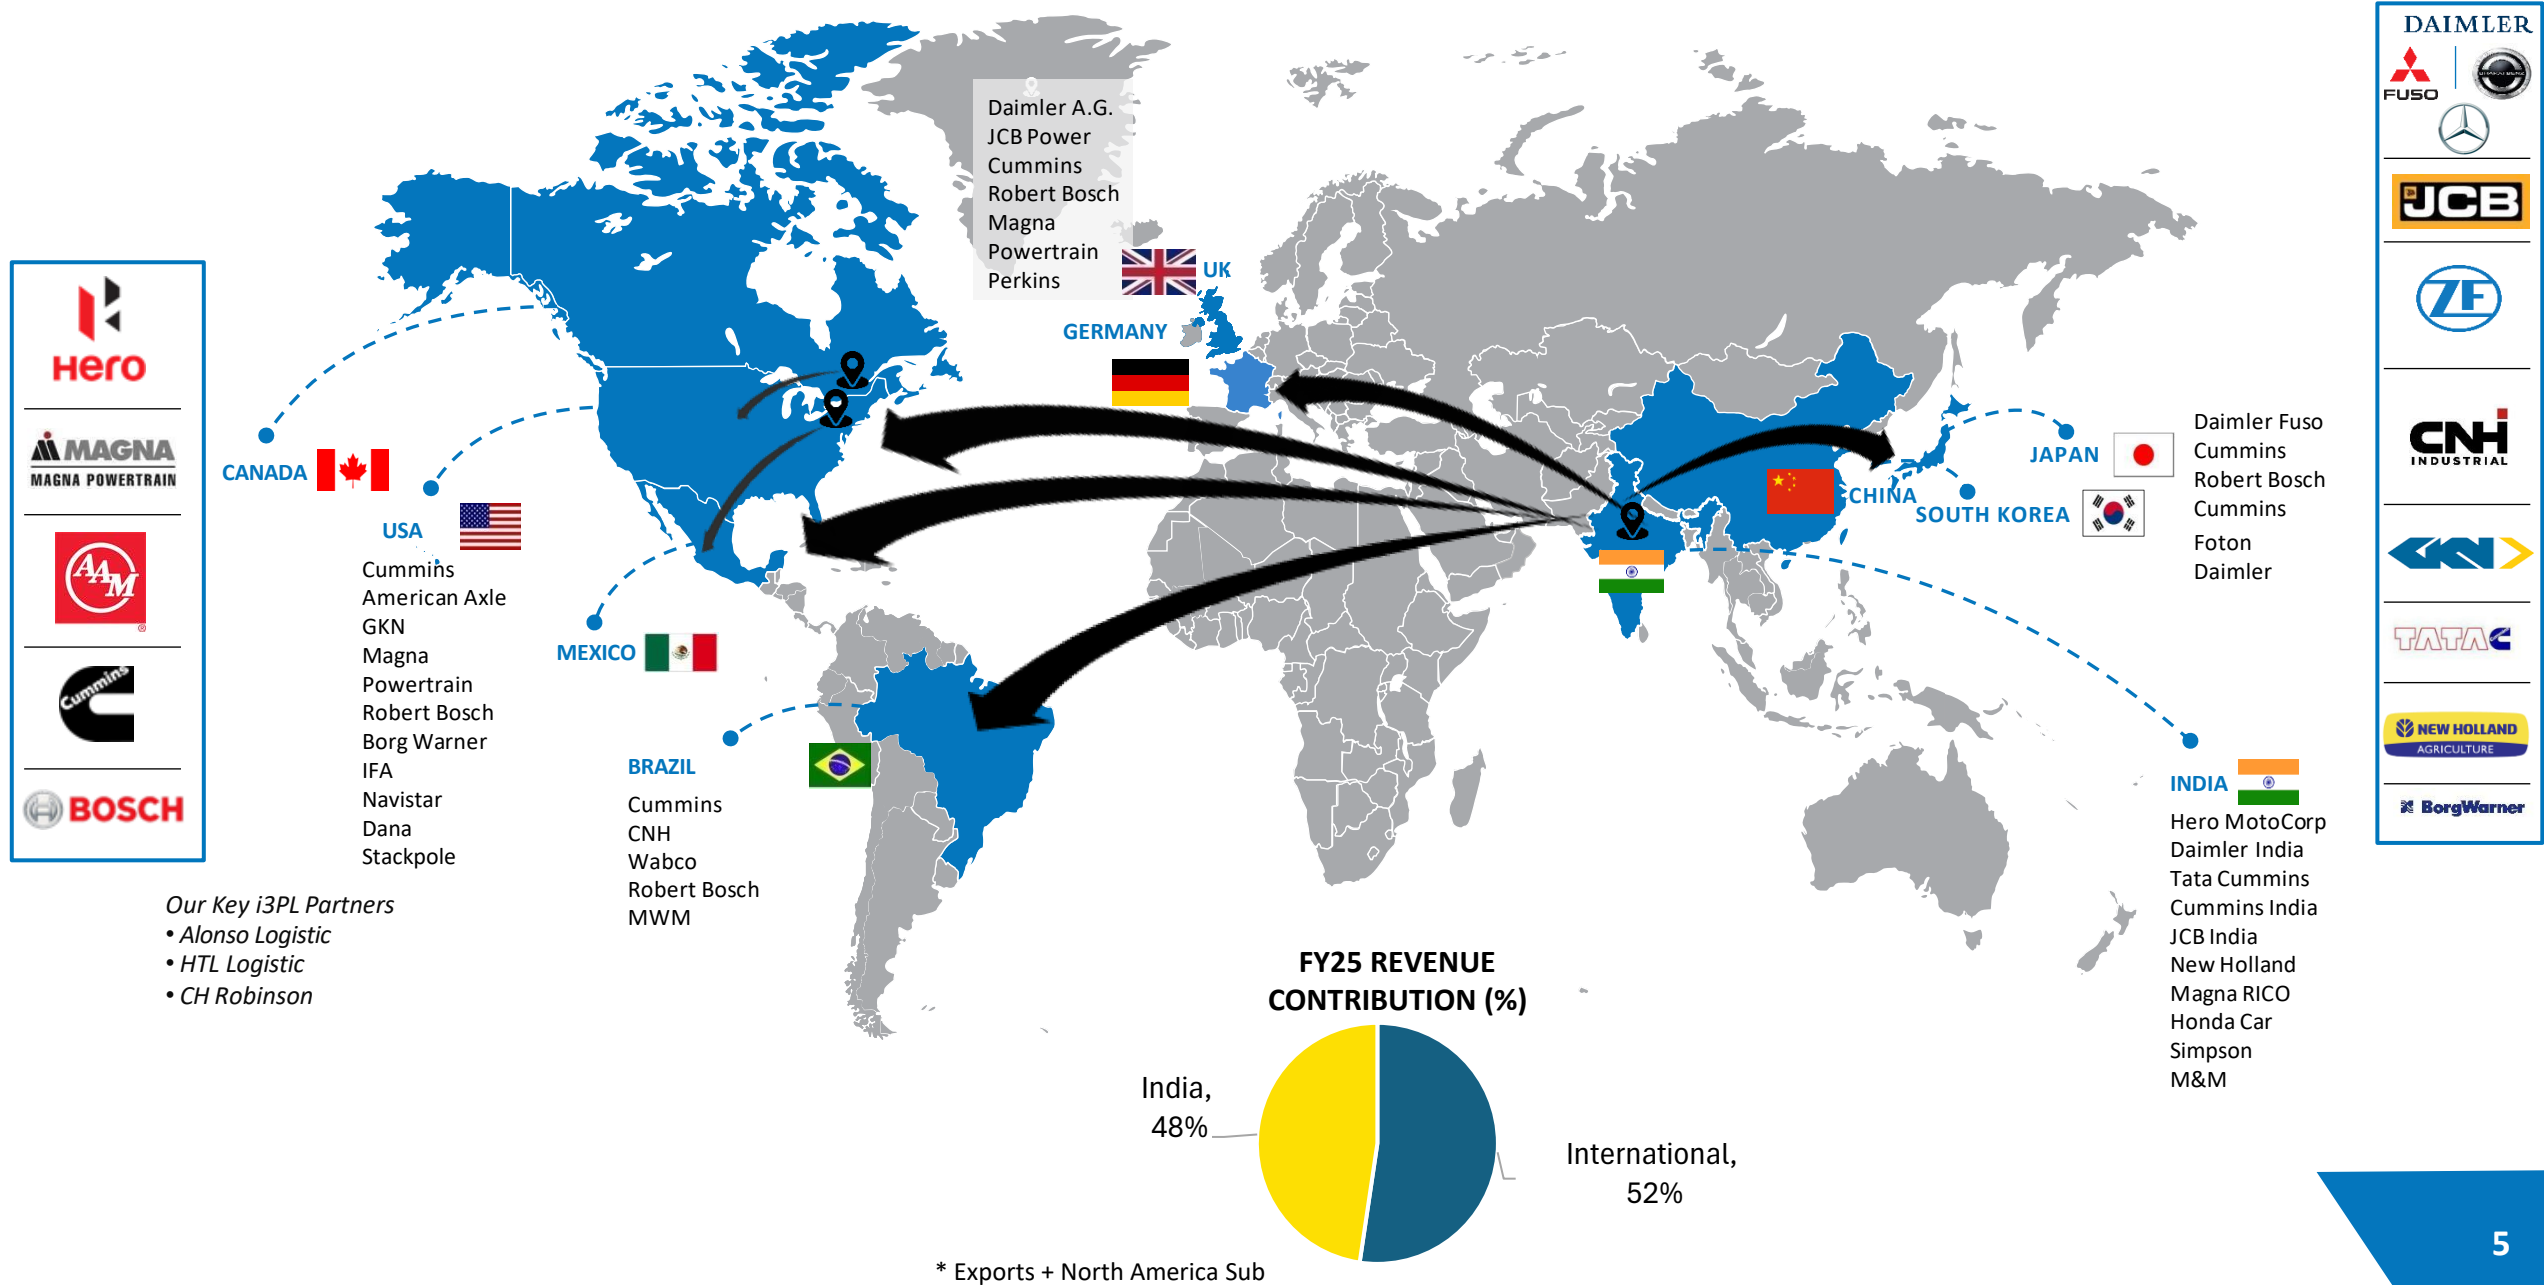 DAIMLER
FUSO
JCB
ZF
CNH
INDUSTRIAL
GKN
TATA
NEW HOLLAND
AGRICULTURE
BorgWarner
Hero
MAGNA
MAGNA POWERTRAIN
AAM
®
Cummins
BOSCH
Daimler A.G.
JCB Power
Cummins
Robert Bosch
Magna
Powertrain
Perkins
UK
GERMANY
CANADA
USA
Cummins
American Axle
GKN
Magna
Powertrain
Robert Bosch
Borg Warner
IFA
Navistar
Dana
Stackpole
MEXICO
BRAZIL
Cummins
CNH
Wabco
Robert Bosch
MWM
CHINA
JAPAN
SOUTH KOREA
Daimler Fuso
Cummins
Robert Bosch
Cummins
Foton
Daimler
INDIA
Hero MotoCorp
Daimler India
Tata Cummins
Cummins India
JCB India
New Holland
Magna RICO
Honda Car
Simpson
M&M
Our Key i3PL Partners
• Alonso Logistic
• HTL Logistic
• CH Robinson
FY25 REVENUE
CONTRIBUTION (%)
India,
48%
International,
52%
* Exports + North America Sub
5